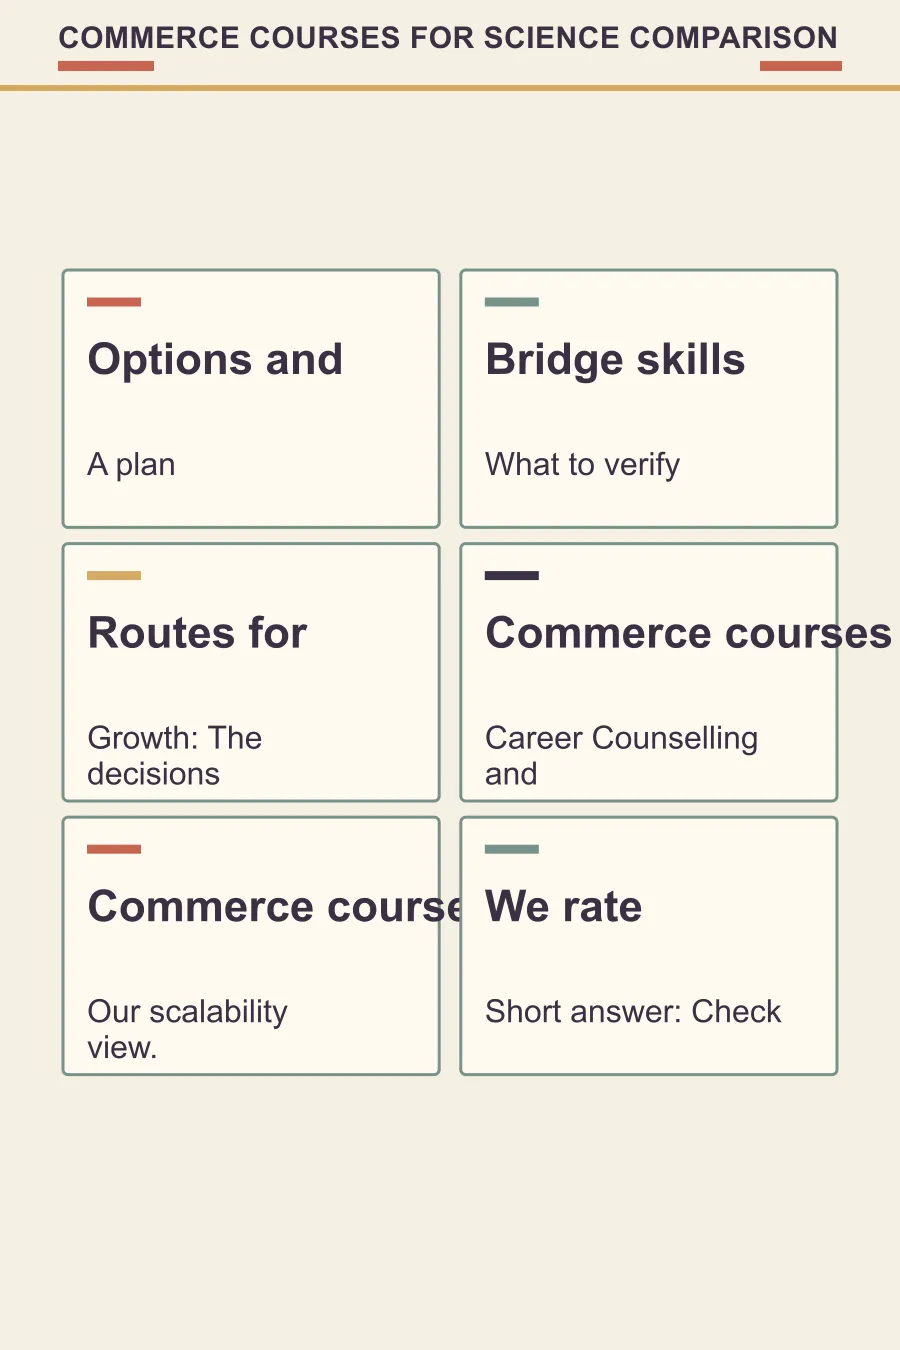 COMMERCE COURSES FOR SCIENCE COMPARISON
Options and
A plan
Bridge skills
What to verify
Routes for
Growth: The
decisions
Commerce courses
Career Counselling
and
Commerce course
Our scalability
view.
We rate
Short answer: Check